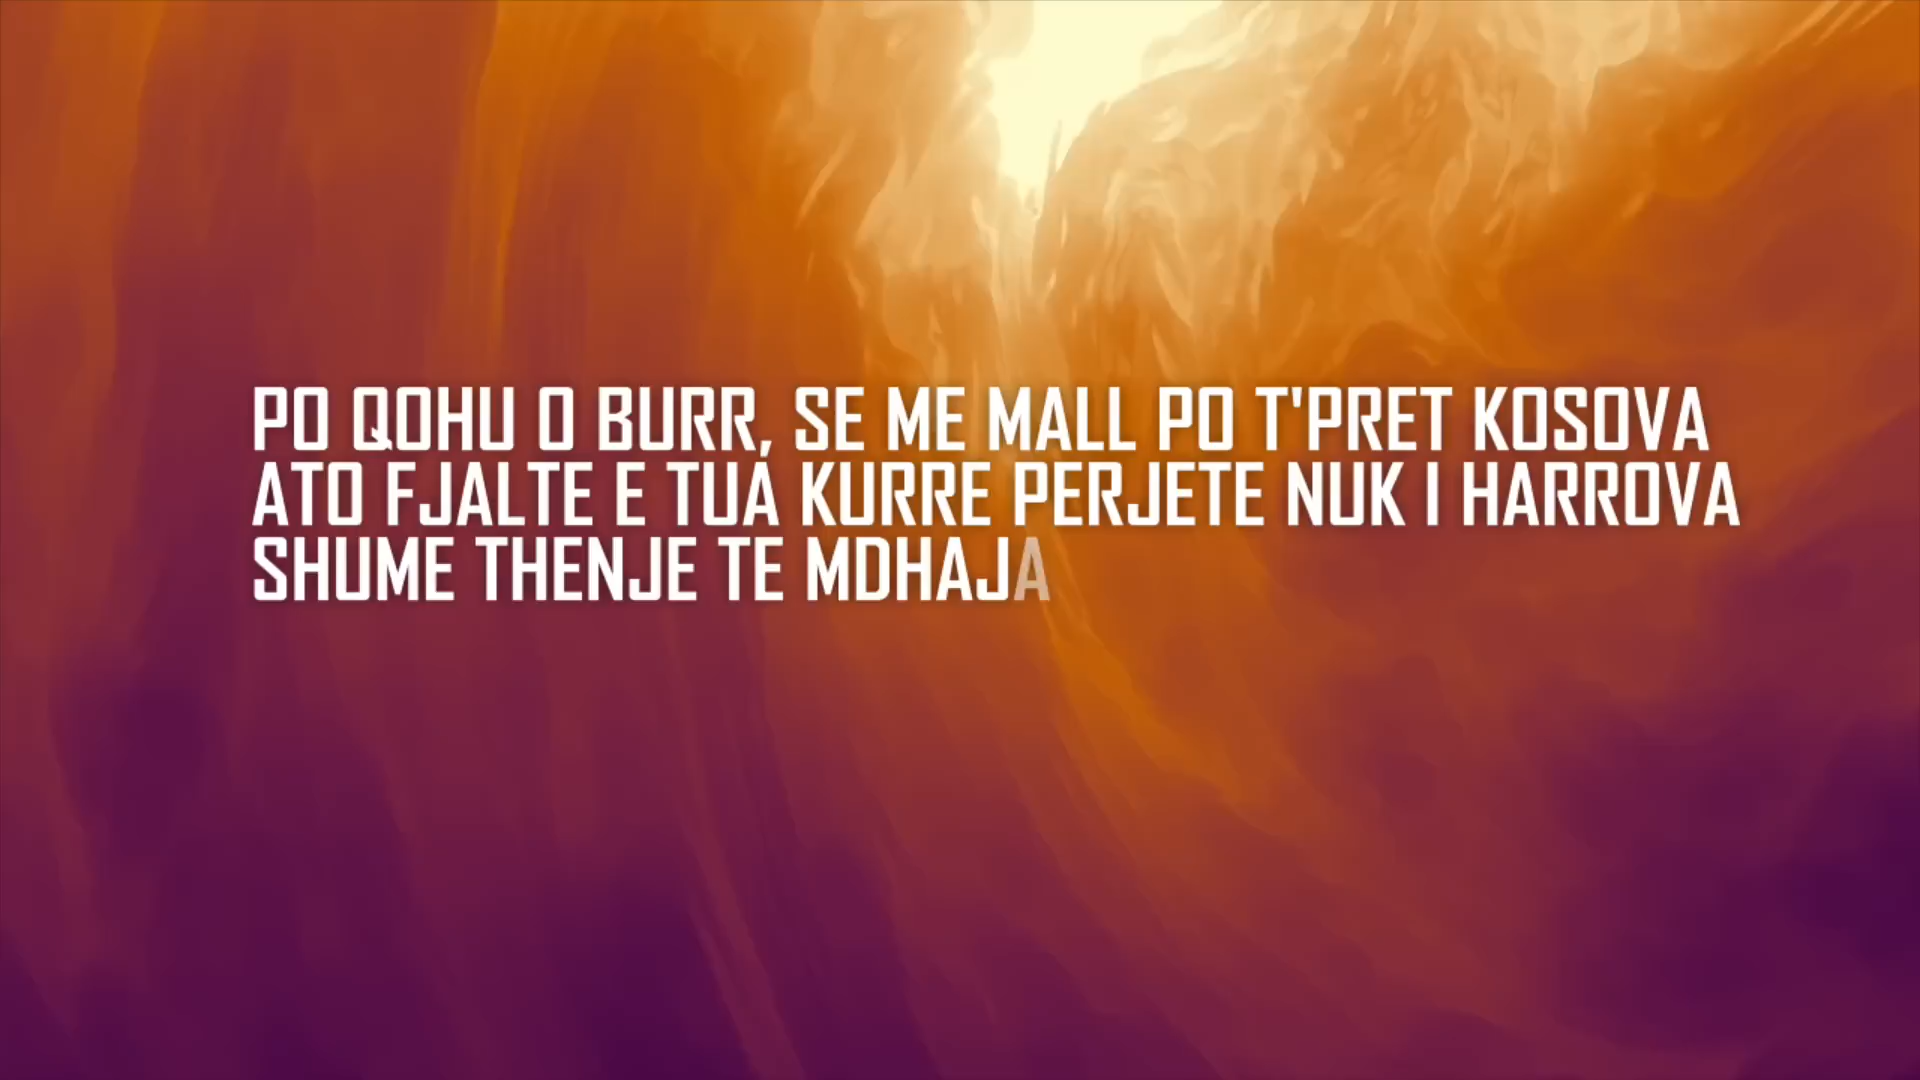 PO QOHU O BURR, SE ME MALL PO T'PRET KOSOVA
ATO FJALTE E TUA KURRE PERJETE NUK I HARROVA
SHUME THENJE TE MDHAJA